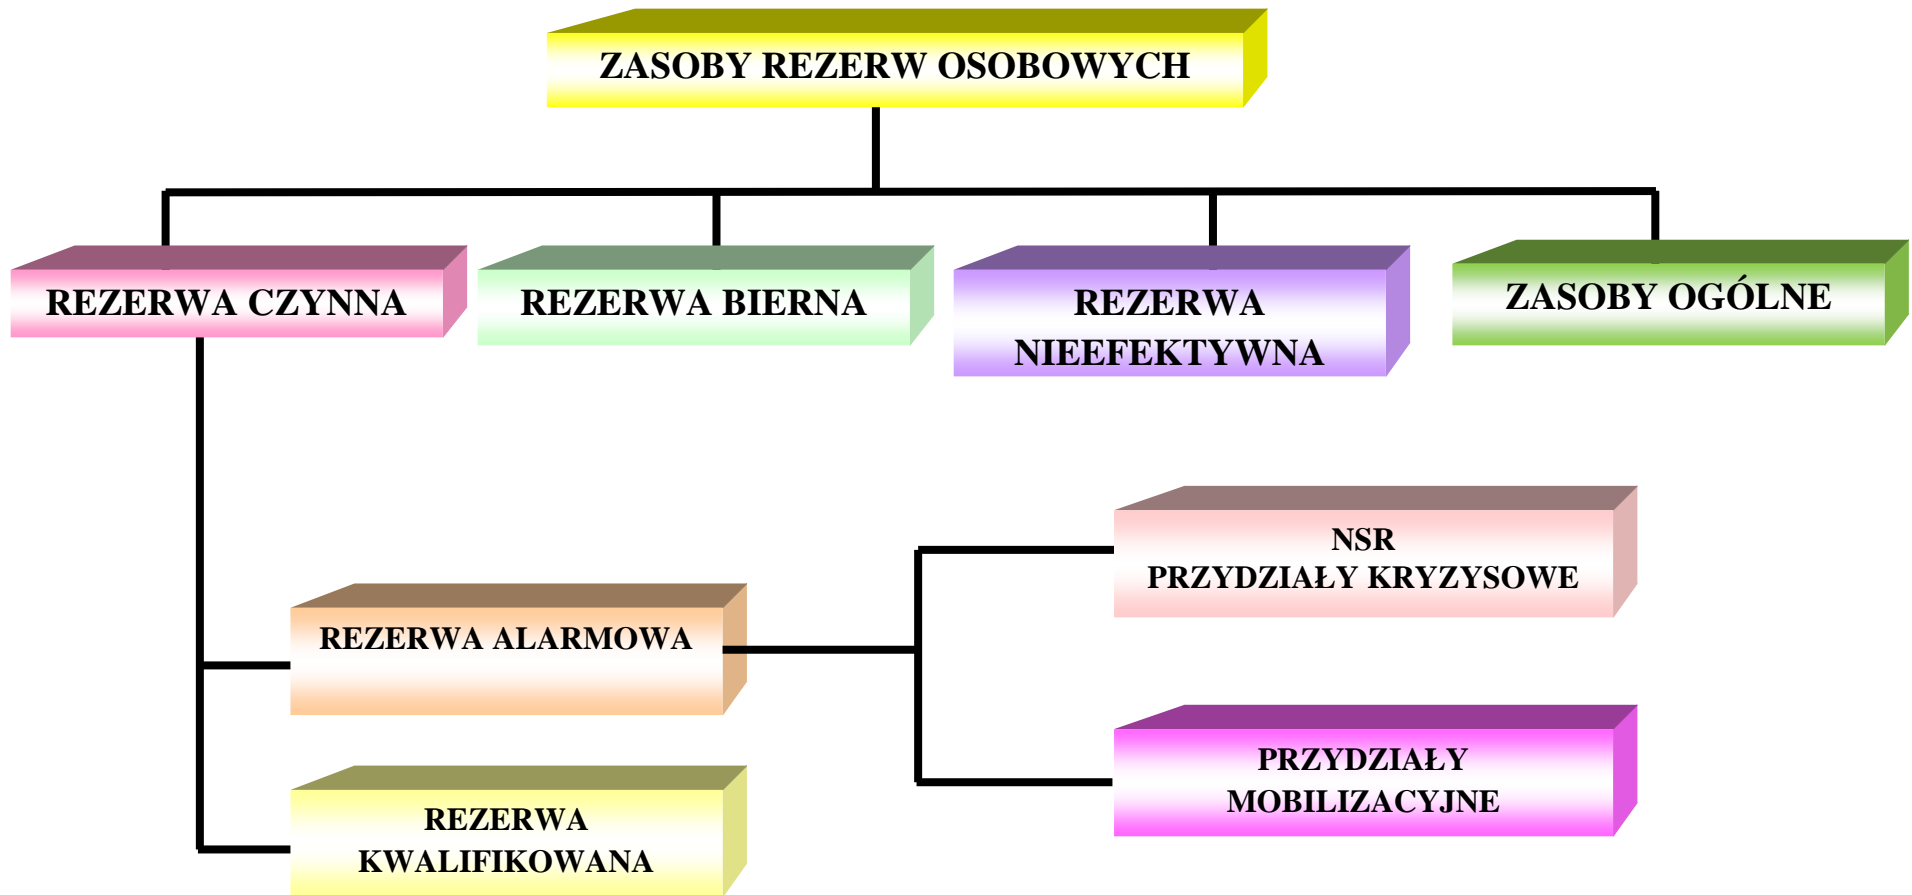 ZASOBY REZERW OSOBOWYCH
REZERWA CZYNNA
REZERWA BIERNA
REZERWA
NIEEFEKTYWNA
ZASOBY OGÓLNE
NSR
PRZYDZIAŁY KRYZYSOWE
REZERWA ALARMOWA
PRZYDZIAŁY
MOBILIZACYJNE
REZERWA
KWALIFIKOWANA